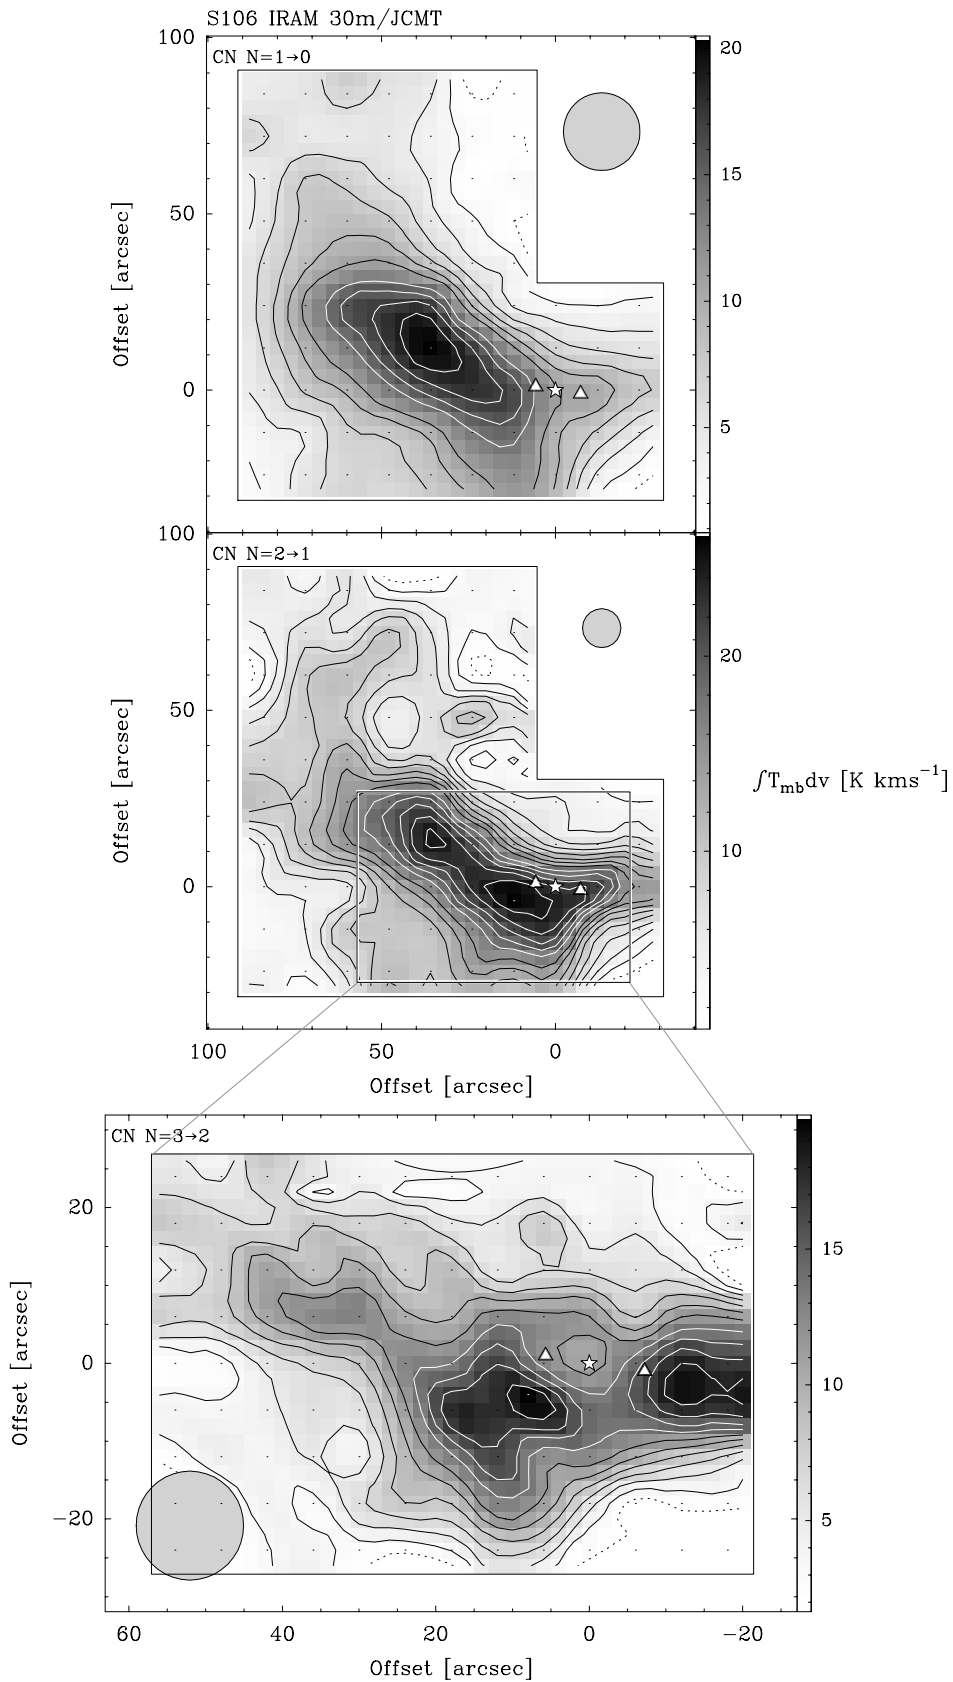 S106 IRAM 30m/JCMT
CN N=1→0
100
50
0
Offset [arcsec]
20
15
10
5
CN N=2→1
100
50
0
Offset [arcsec]
20
10
∫T_mb dv [K kms⁻¹]
100 50 0
Offset [arcsec]
CN N=3→2
20
0
−20
Offset [arcsec]
15
10
5
60 40 20 0 −20
Offset [arcsec]